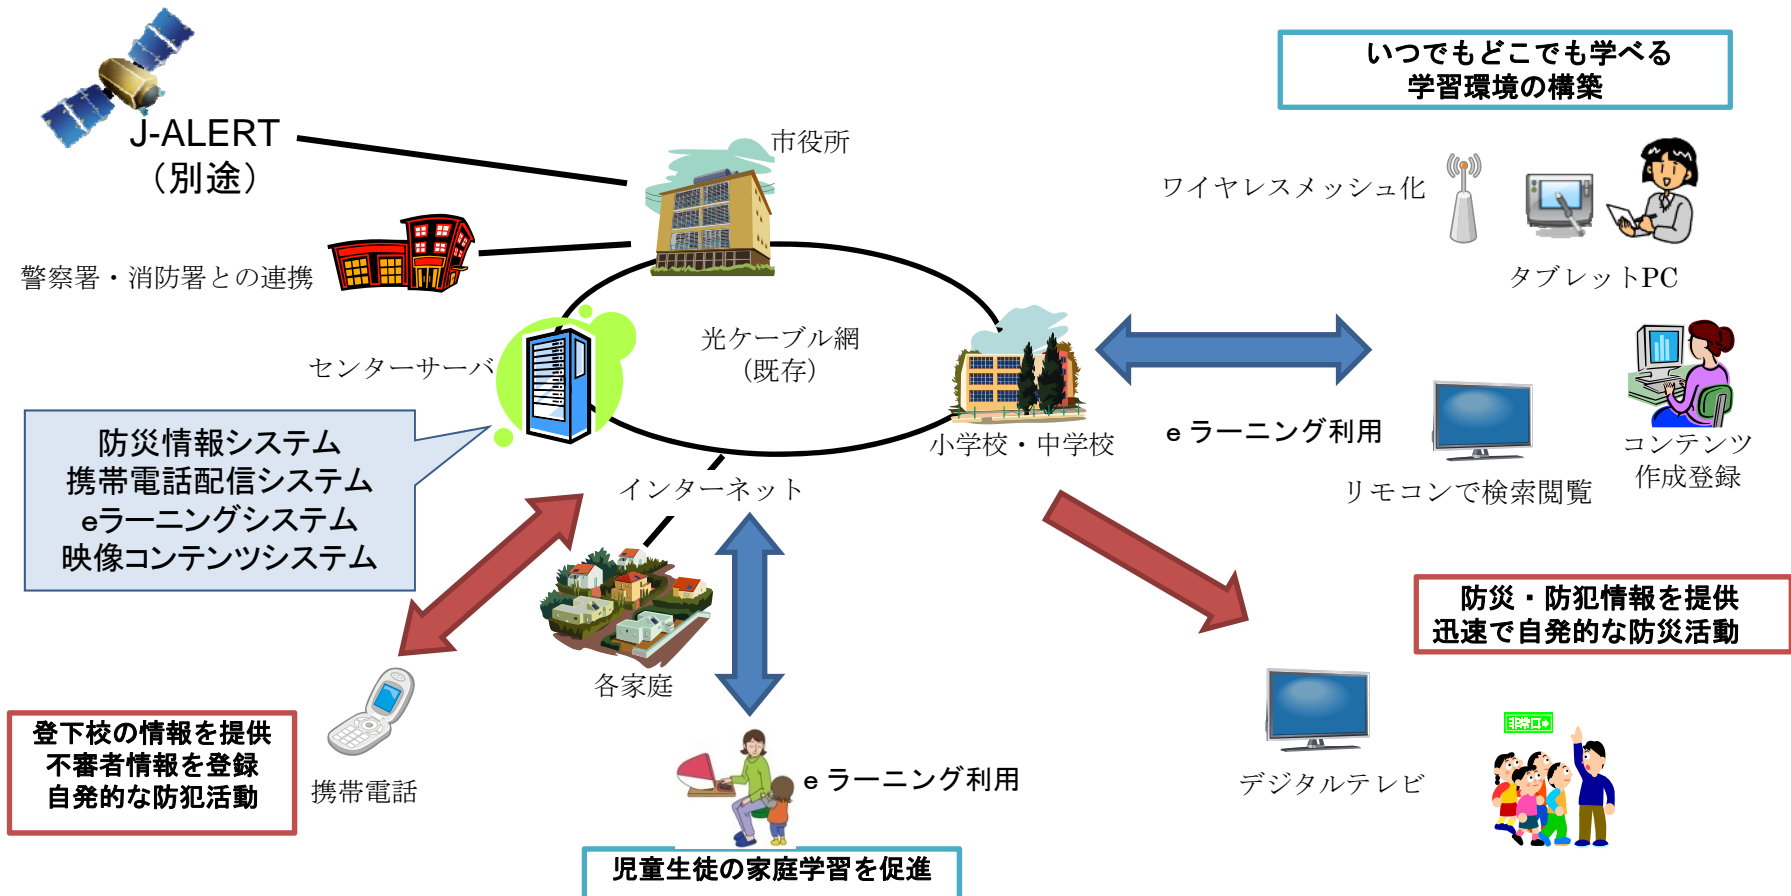 いつでもどこでも学べる
学習環境の構築
J-ALERT
（別途）
市役所
ワイヤレスメッシュ化
タブレットPC
警察署・消防署との連携
光ケーブル網
（既存）
センターサーバ
小学校・中学校
eラーニング利用
コンテンツ
作成登録
リモコンで検索閲覧
防災情報システム
携帯電話配信システム
eラーニングシステム
映像コンテンツシステム
インターネット
各家庭
防災・防犯情報を提供
迅速で自発的な防災活動
登下校の情報を提供
不審者情報を登録
自発的な防犯活動
携帯電話
eラーニング利用
デジタルテレビ
非常口
児童生徒の家庭学習を促進